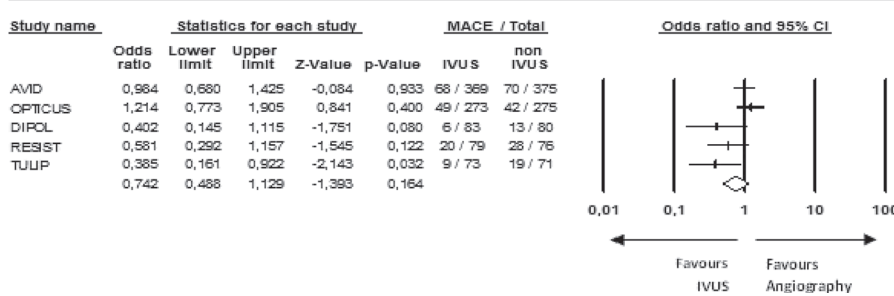 Study name Statistics for each study MACE / Total Odds ratio and 95% CI
Odds ratio Lower limit Upper limit Z-Value p-Value IVUS non IVUS
AVID 0,984 0,680 1,425 -0,084 0,933 68 / 369 70 / 375
OPTICUS 1,214 0,773 1,905 0,841 0,400 49 / 273 42 / 275
DIPOL 0,402 0,145 1,115 -1,751 0,080 6 / 83 13 / 80
RESIST 0,581 0,292 1,157 -1,545 0,122 20 / 79 28 / 76
TULIP 0,385 0,161 0,922 -2,143 0,032 9 / 73 19 / 71
0,742 0,488 1,129 -1,393 0,164
0,01 0,1 1 10 100
Favours Favours
IVUS Angiography